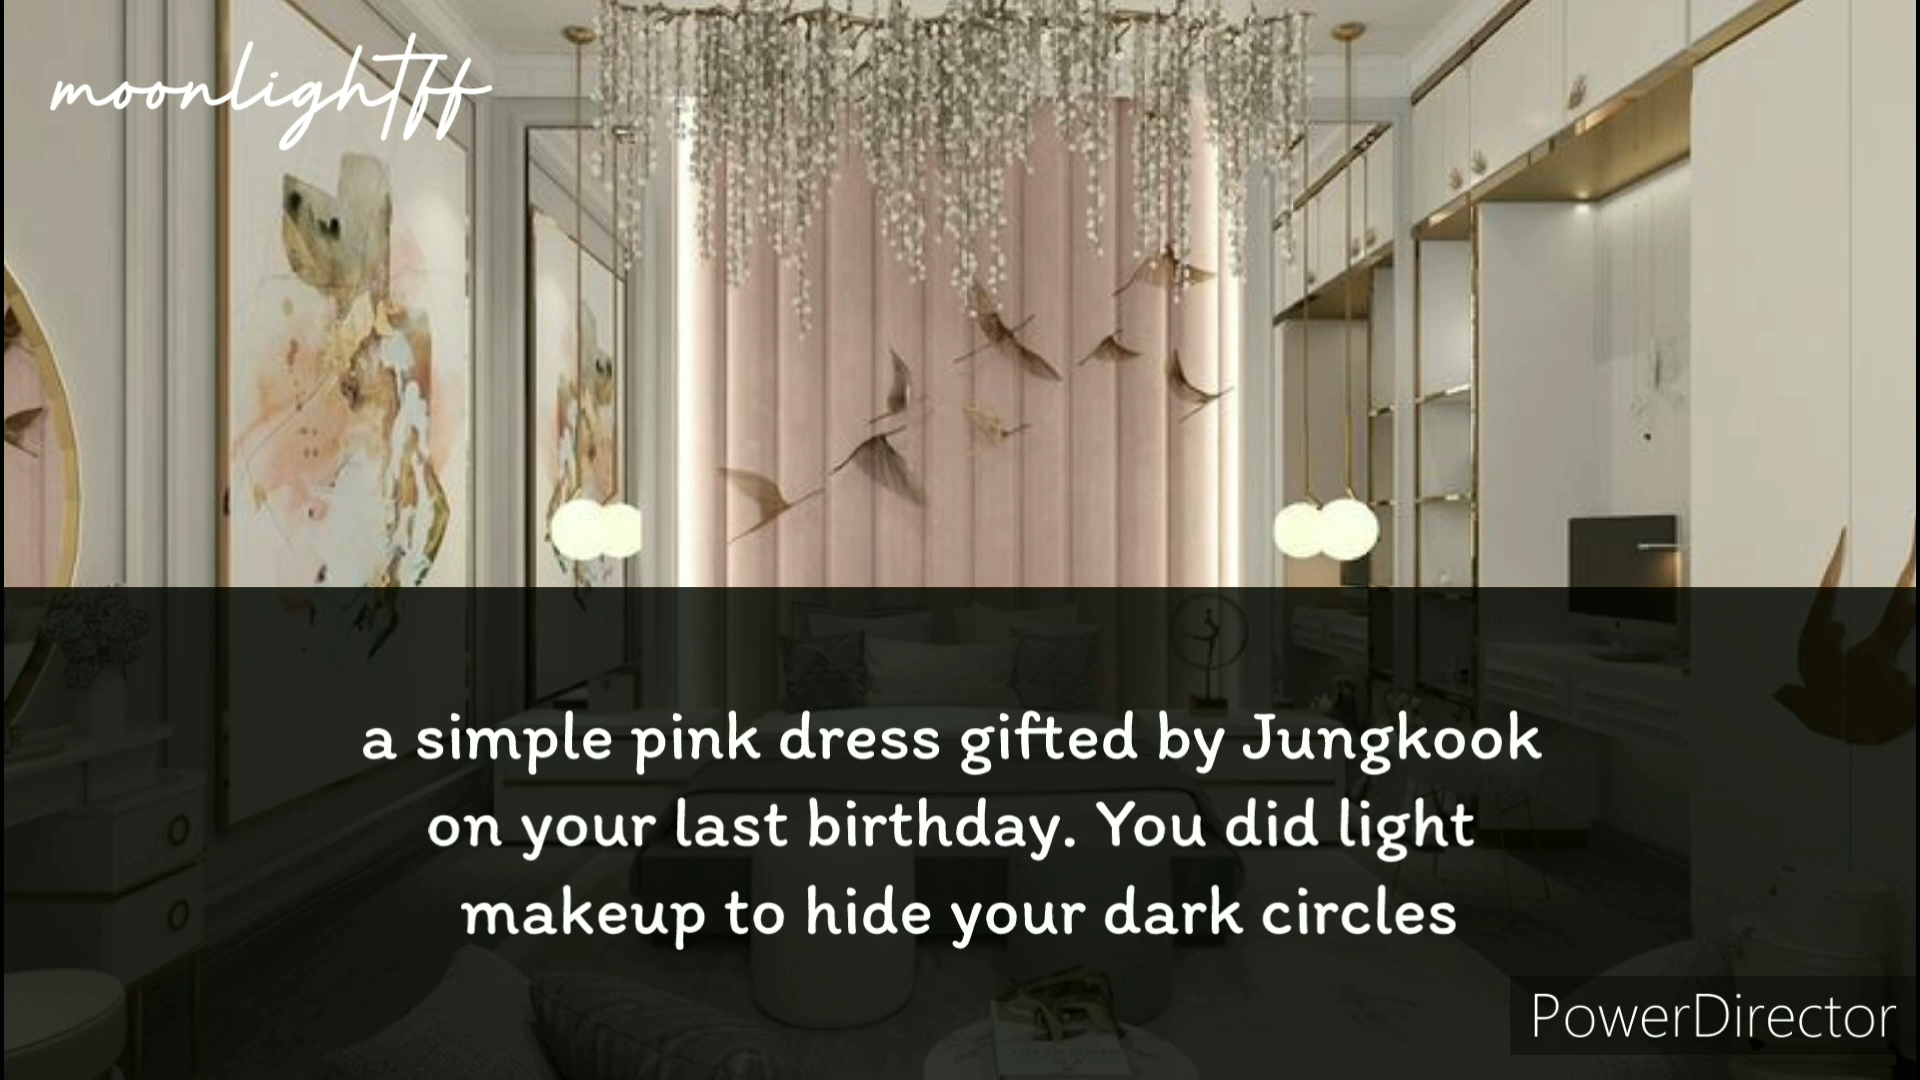 moonlightff
a simple pink dress gifted by Jungkook
on your last birthday. You did light
makeup to hide your dark circles
PowerDirector